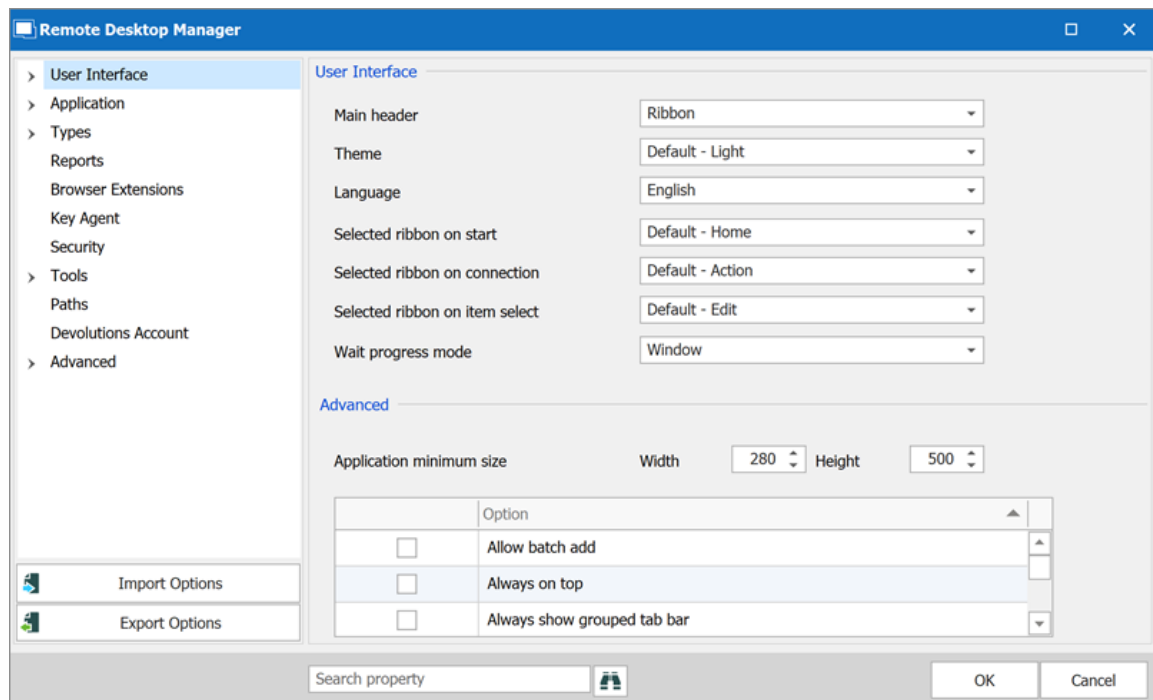 Remote Desktop Manager
User Interface
Application
Types
Reports
Browser Extensions
Key Agent
Security
Tools
Paths
Devolutions Account
Advanced
Import Options
Export Options
User Interface
Main header Ribbon
Theme Default - Light
Language English
Selected ribbon on start Default - Home
Selected ribbon on connection Default - Action
Selected ribbon on item select Default - Edit
Wait progress mode Window
Advanced
Application minimum size Width 280 Height 500
Option
Allow batch add
Always on top
Always show grouped tab bar
Search property OK Cancel